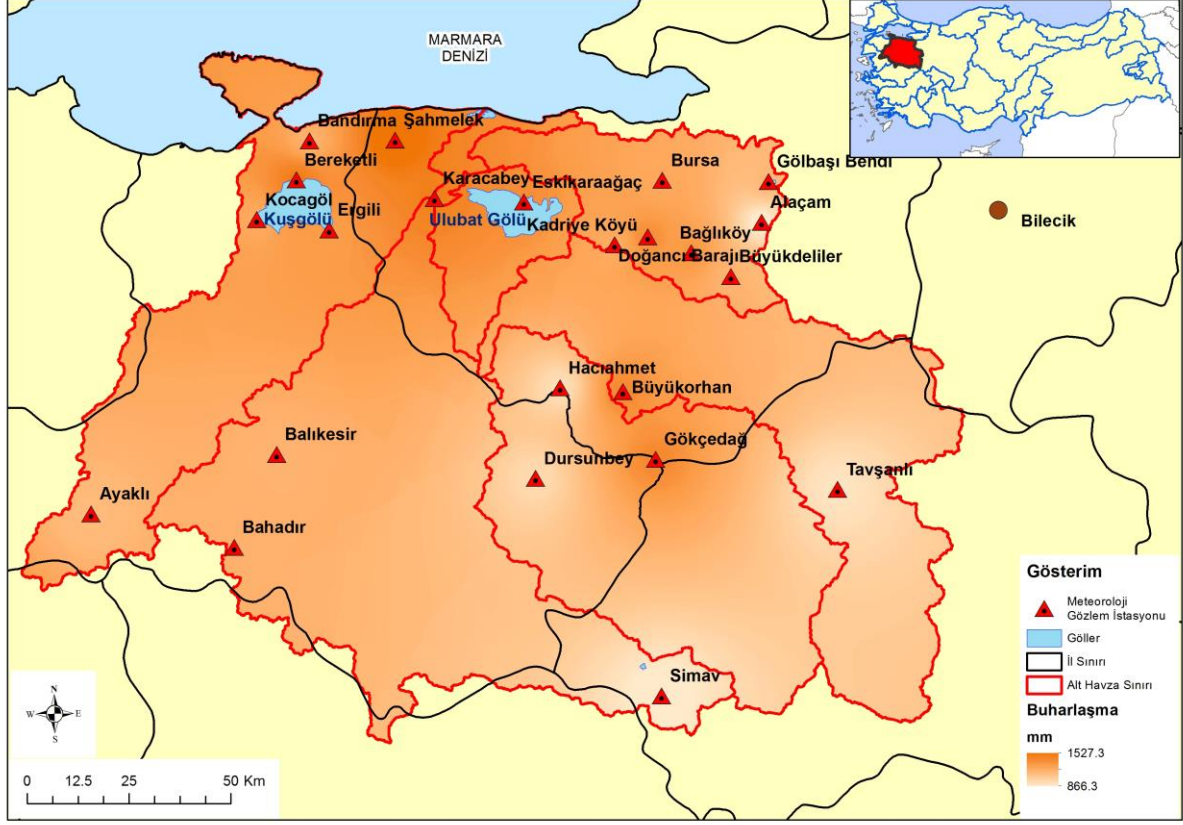 MARMARA
DENİZİ
Bandırma
Şahmelek
Bereketli
Kocagöl
Kuşgölü
Ergili
Karacabey
Eskikaraağaç
Ulubat Gölü
Kadriye Köyü
Bursa
Gölbaşı Bendi
Alaçam
Bağlıköy
Doğancı Barajı
Büyükdeliler
Bilecik
Hacıahmet
Büyükorhan
Balıkesir
Gökçedağ
Dursunbey
Tavşanlı
Ayaklı
Bahadır
Simav
Gösterim
Meteoroloji
Gözlem İstasyonu
Göller
İl Sınırı
Alt Havza Sınırı
Buharlaşma
mm
1527.3
866.3
N
W E
S
0 12.5 25 50 Km